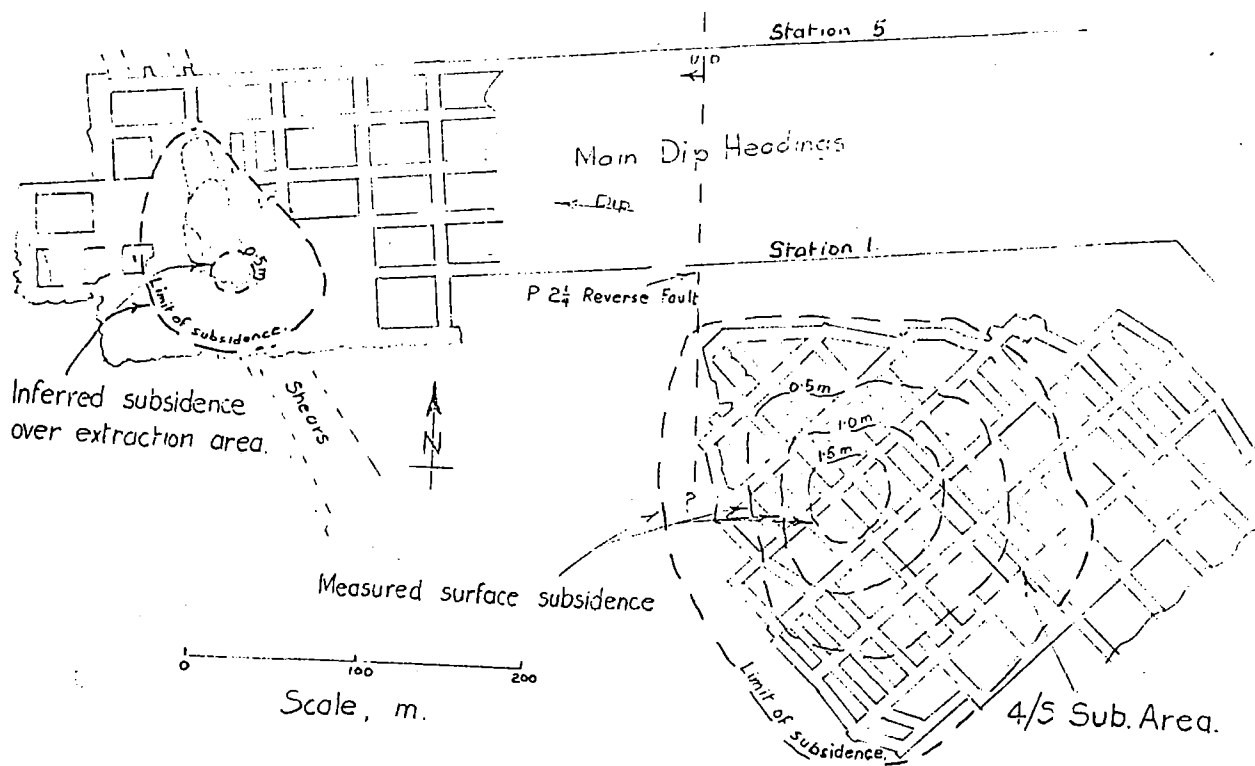 Station 5
U D
Main Dip Headings
Dip
Station 1.
P 2¼ Reverse Fault
0.5m
Limit of subsidence.
Inferred subsidence
over extraction area.
Shears
N
0.5m
1.0m
1.5m
?
Measured surface subsidence
0 100 200
Scale, m.
Limit of subsidence.
4/S Sub. Area.